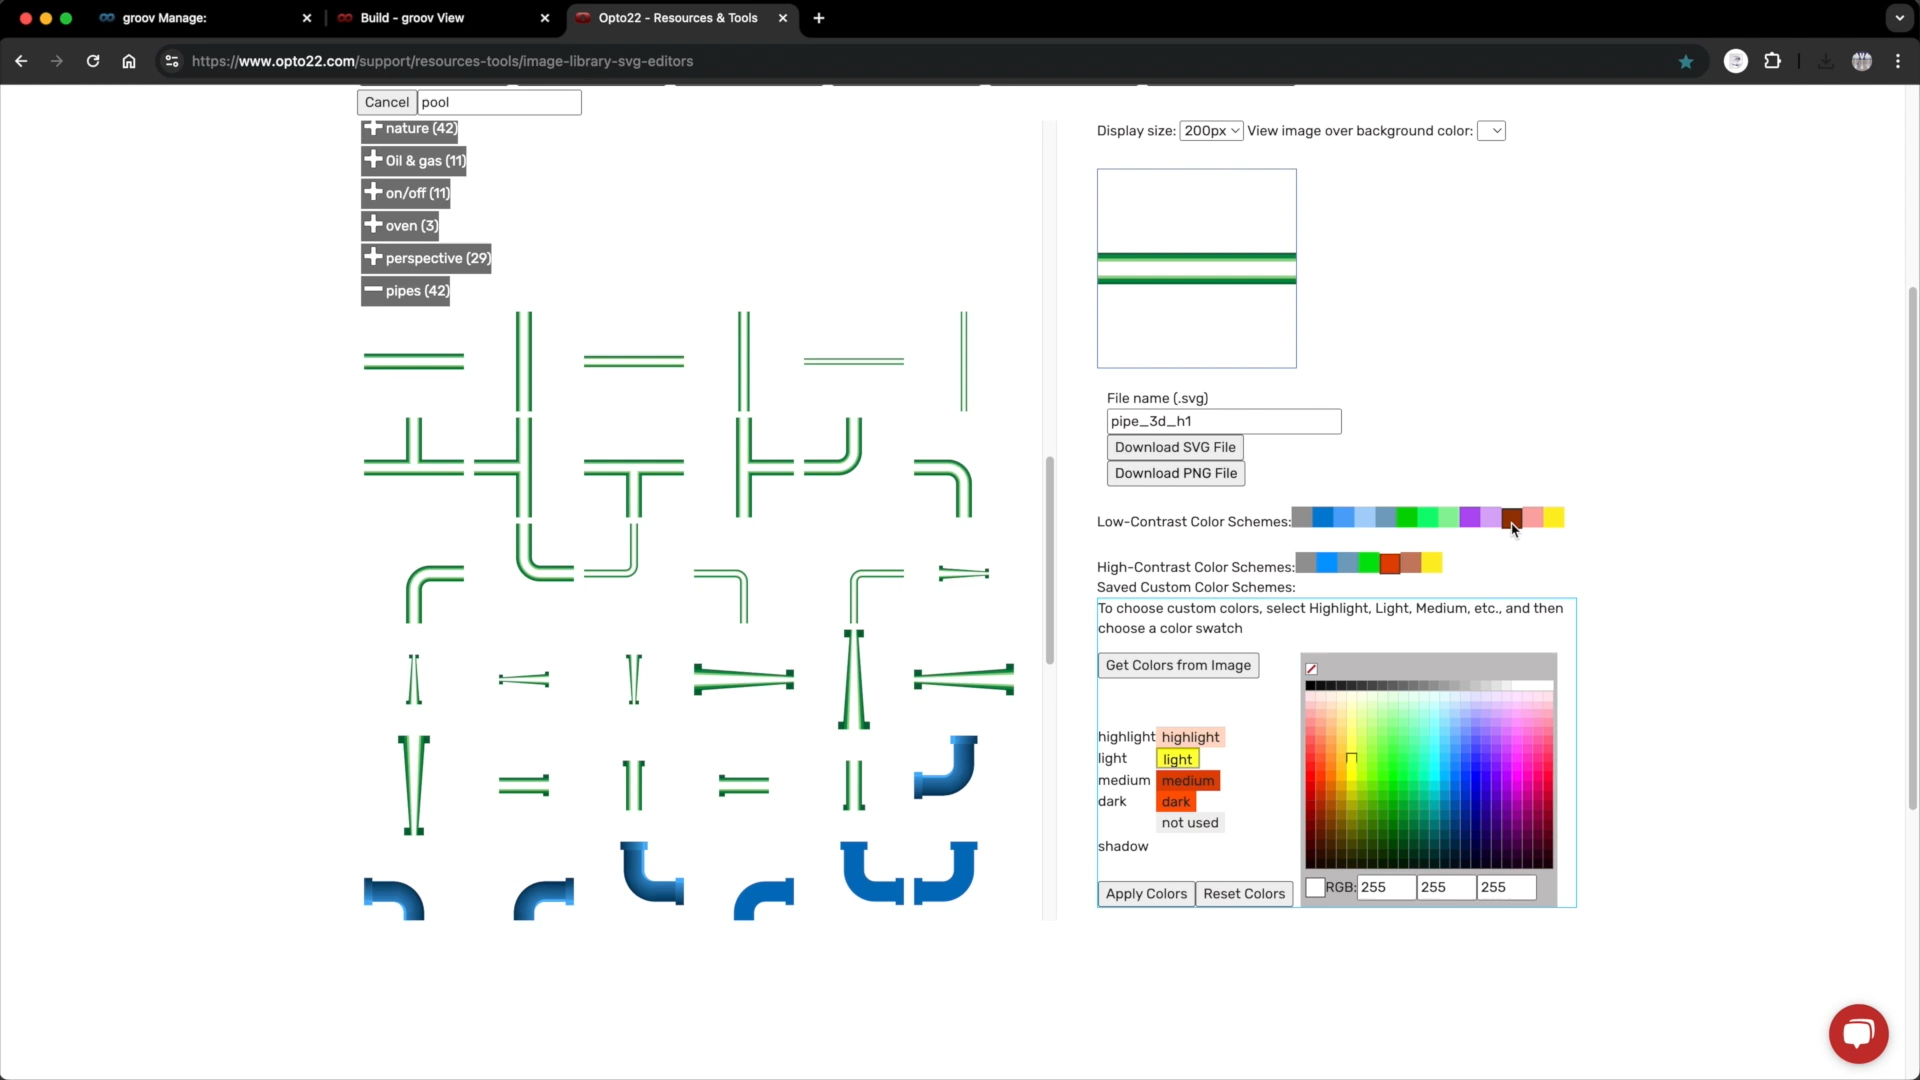 groov Manage:
Build - groov View
Opto22 - Resources & Tools
https://www.opto22.com/support/resources-tools/image-library-svg-editors
Cancel pool
nature (42)
Oil & gas (11)
on/off (11)
oven (3)
perspective (29)
pipes (42)
Display size: 200px View image over background color:
File name (.svg)
pipe_3d_h1
Download SVG File
Download PNG File
Low-Contrast Color Schemes:
High-Contrast Color Schemes:
Saved Custom Color Schemes:
To choose custom colors, select Highlight, Light, Medium, etc., and then
choose a color swatch
Get Colors from Image
highlight highlight
light light
medium medium
dark dark
not used
shadow
Apply Colors Reset Colors
RGB: 255 255 255